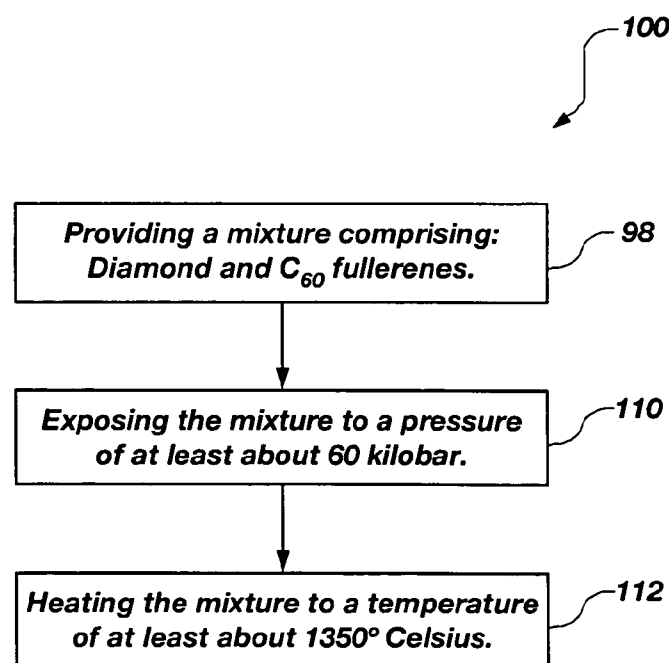 100
Providing a mixture comprising:
Diamond and C60 fullerenes.
98
Exposing the mixture to a pressure
of at least about 60 kilobar.
110
Heating the mixture to a temperature
of at least about 1350º Celsius.
112